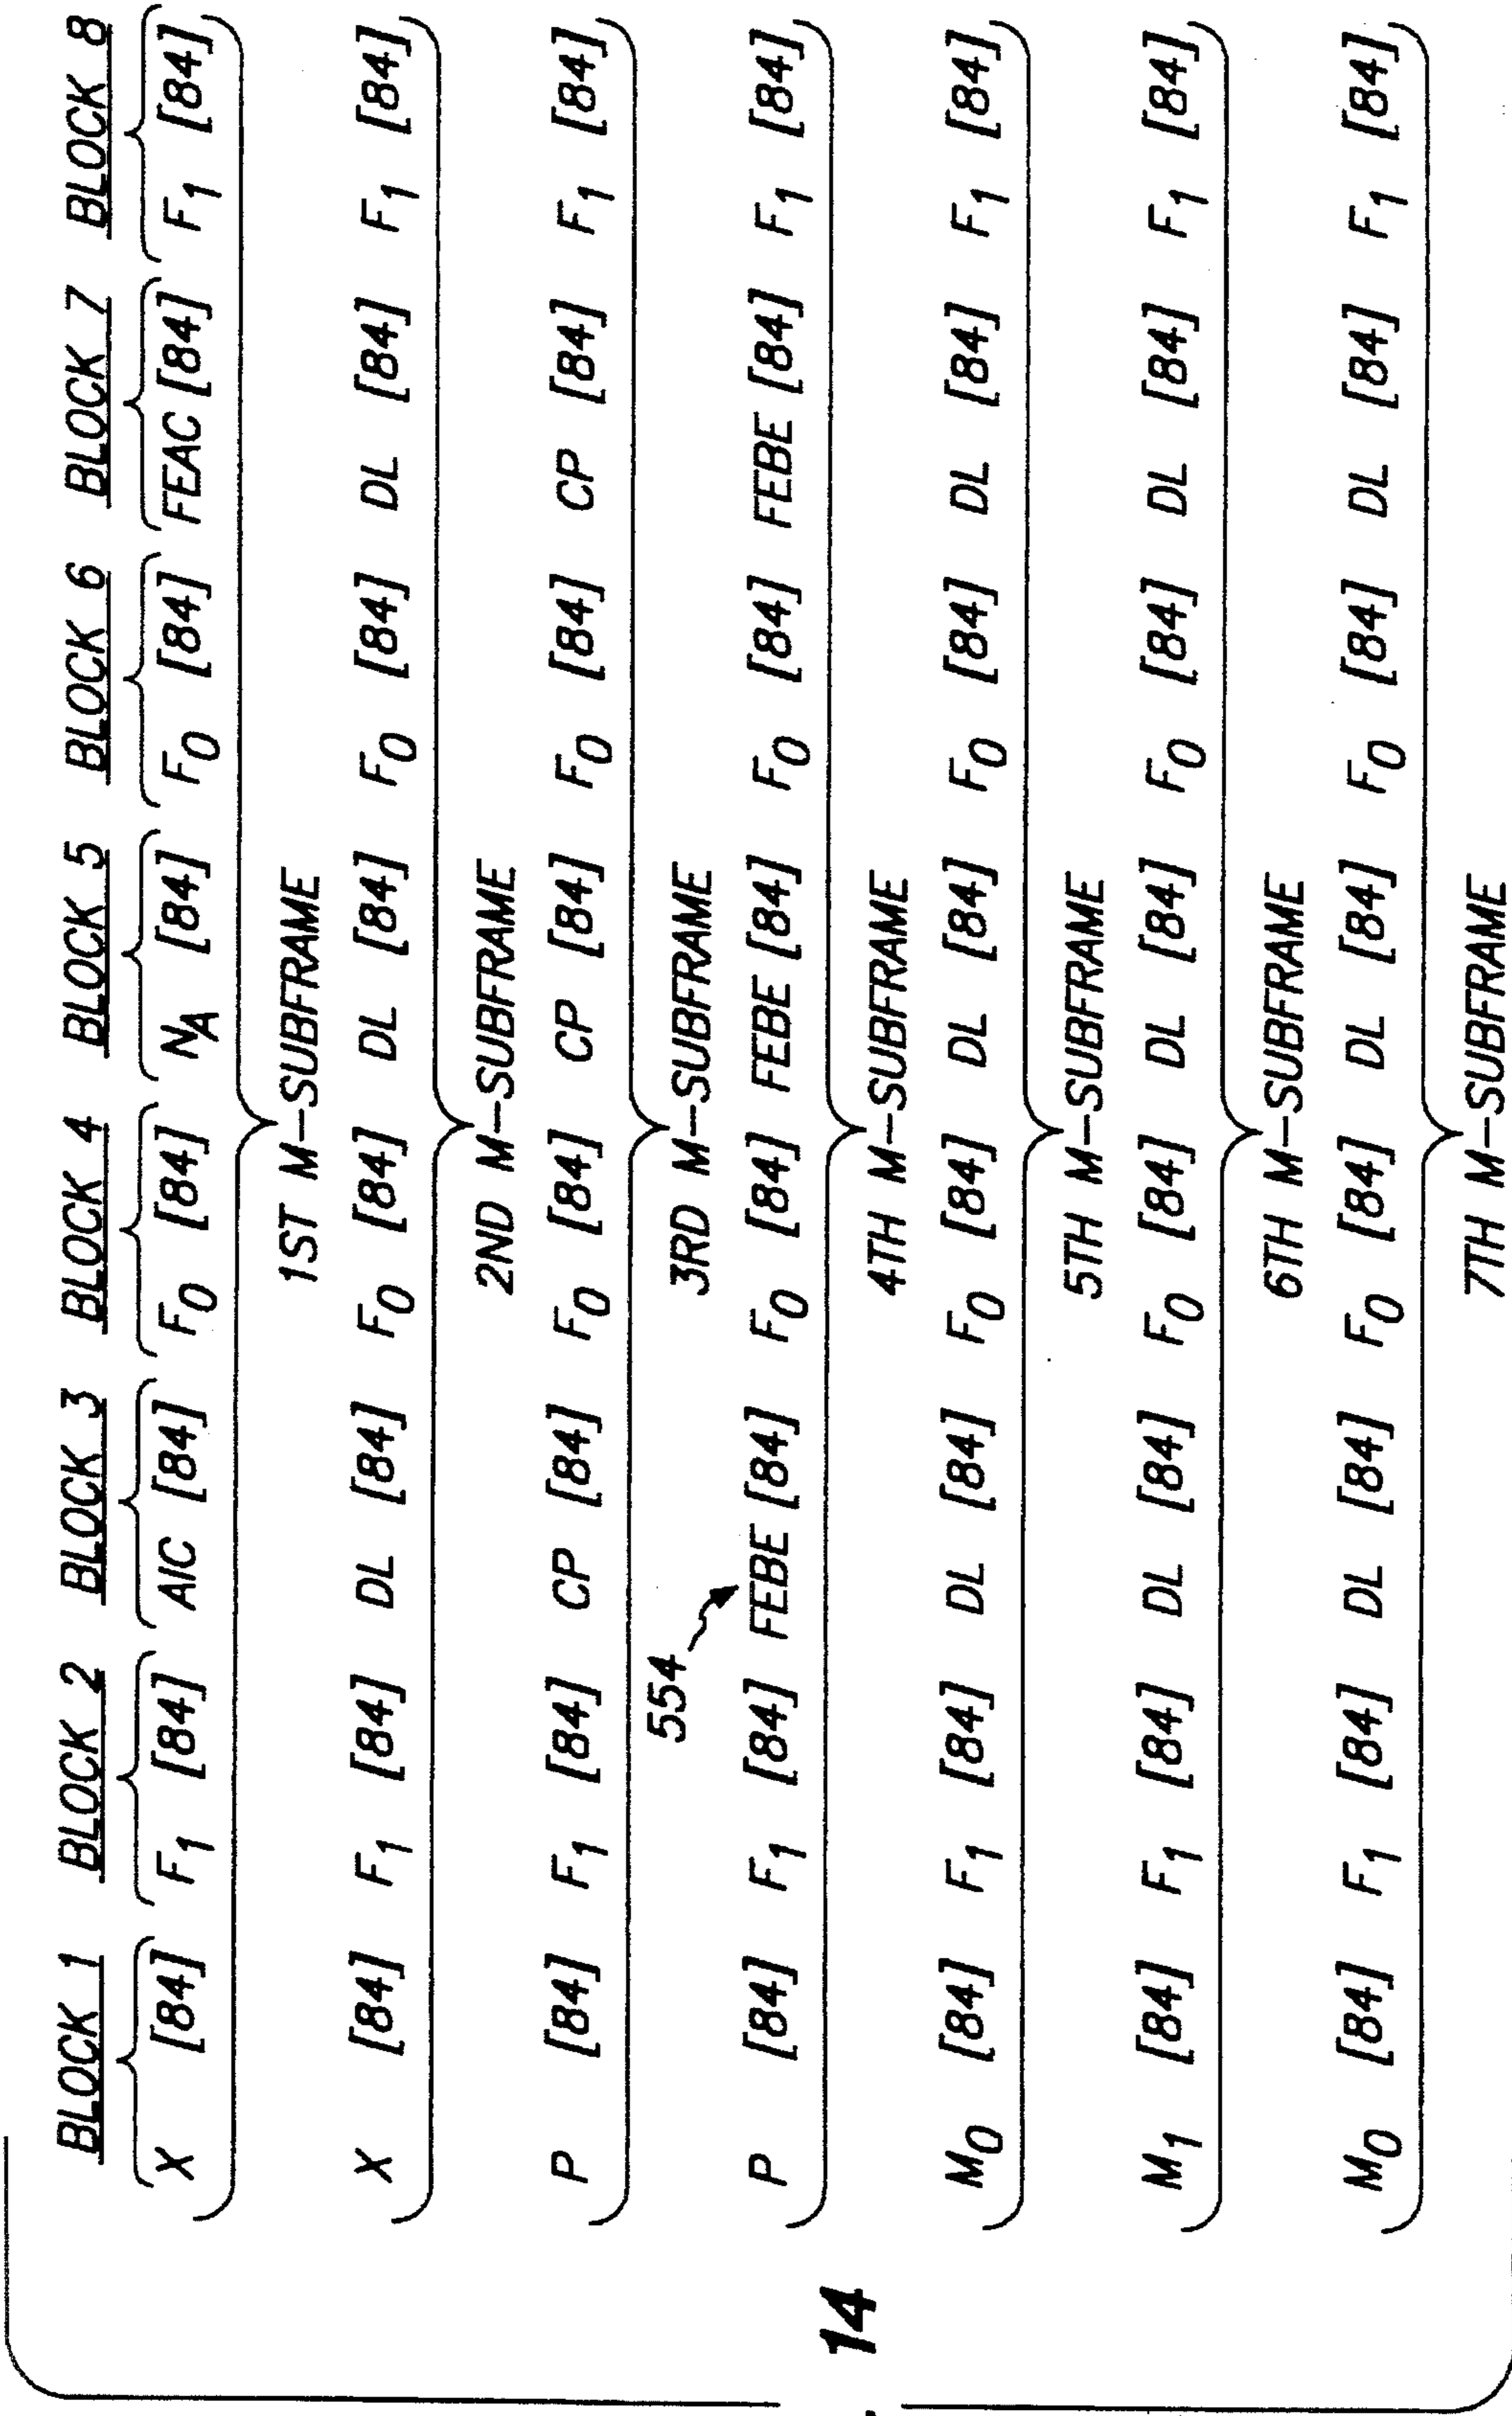 BLOCK 1 BLOCK 2 BLOCK 3 BLOCK 4 BLOCK 5 BLOCK 6 BLOCK 7 BLOCK 8
X [84] F1 [84] AIC [84] F0 [84] NA [84] F0 [84] FEAC [84] F1 [84]
1ST M-SUBFRAME
X [84] F1 [84] DL [84] F0 [84] DL [84] F0 [84] DL [84] F1 [84]
2ND M-SUBFRAME
P [84] F1 [84] CP [84] F0 [84] CP [84] F0 [84] CP [84] F1 [84]
3RD M-SUBFRAME
554
P [84] F1 [84] FEBE [84] F0 [84] FEBE [84] F0 [84] FEBE [84] F1 [84]
4TH M-SUBFRAME
M0 [84] F1 [84] DL [84] F0 [84] DL [84] F0 [84] DL [84] F1 [84]
5TH M-SUBFRAME
M1 [84] F1 [84] DL [84] F0 [84] DL [84] F0 [84] DL [84] F1 [84]
6TH M-SUBFRAME
M0 [84] F1 [84] DL [84] F0 [84] DL [84] F0 [84] DL [84] F1 [84]
7TH M-SUBFRAME
14